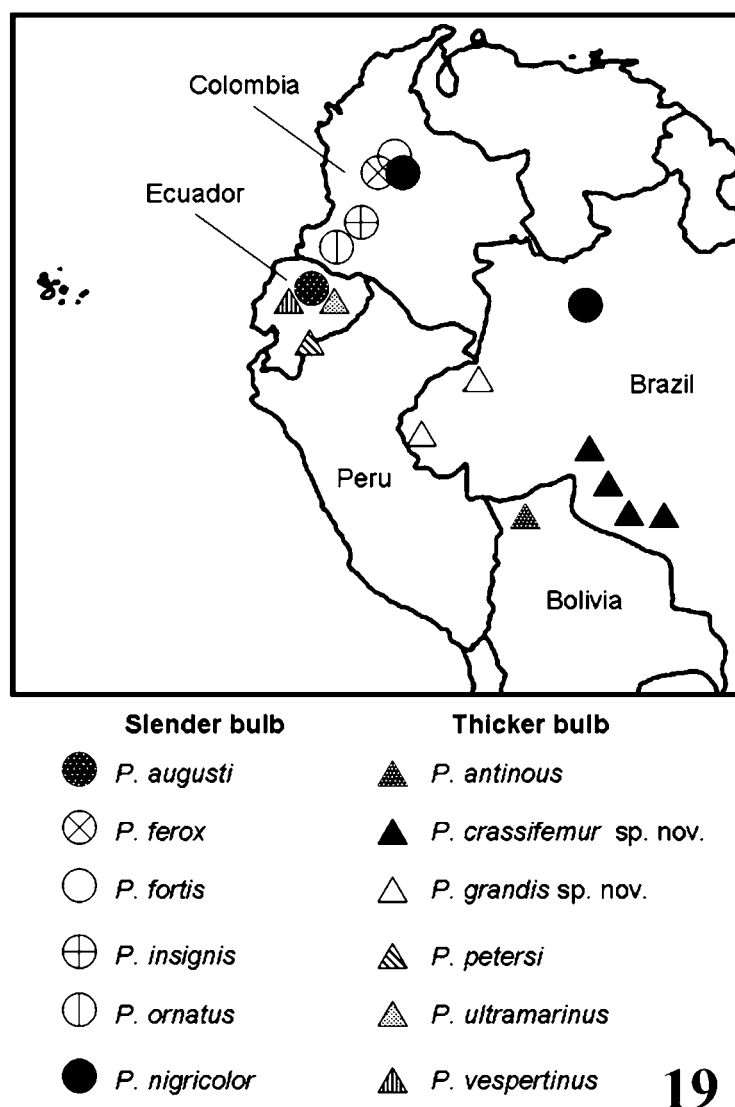 Colombia
Ecuador
Brazil
Peru
Bolivia
Slender bulb Thicker bulb
P. augusti P. antinous
P. ferox P. crassifemur sp. nov.
P. fortis P. grandis sp. nov.
P. insignis P. petersi
P. ornatus P. ultramarinus
P. nigricolor P. vespertinus
19